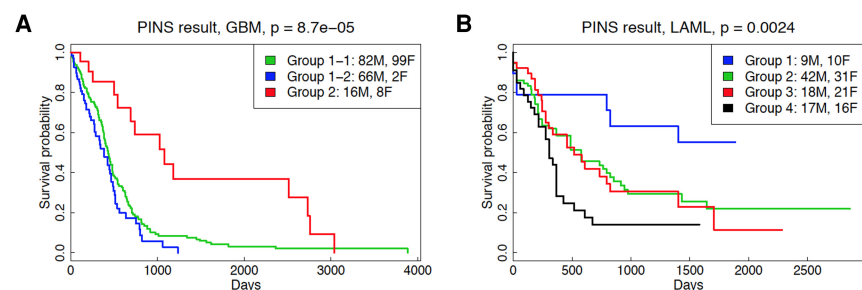 A
PINS result, GBM, p = 8.7e−05
Survival probability
0.0 0.2 0.4 0.6 0.8 1.0
Group 1−1: 82M, 99F
Group 1−2: 66M, 2F
Group 2: 16M, 8F
0 1000 2000 3000 4000
Days
B
PINS result, LAML, p = 0.0024
Survival probability
0.0 0.2 0.4 0.6 0.8 1.0
Group 1: 9M, 10F
Group 2: 42M, 31F
Group 3: 18M, 21F
Group 4: 17M, 16F
0 500 1000 1500 2000 2500
Days